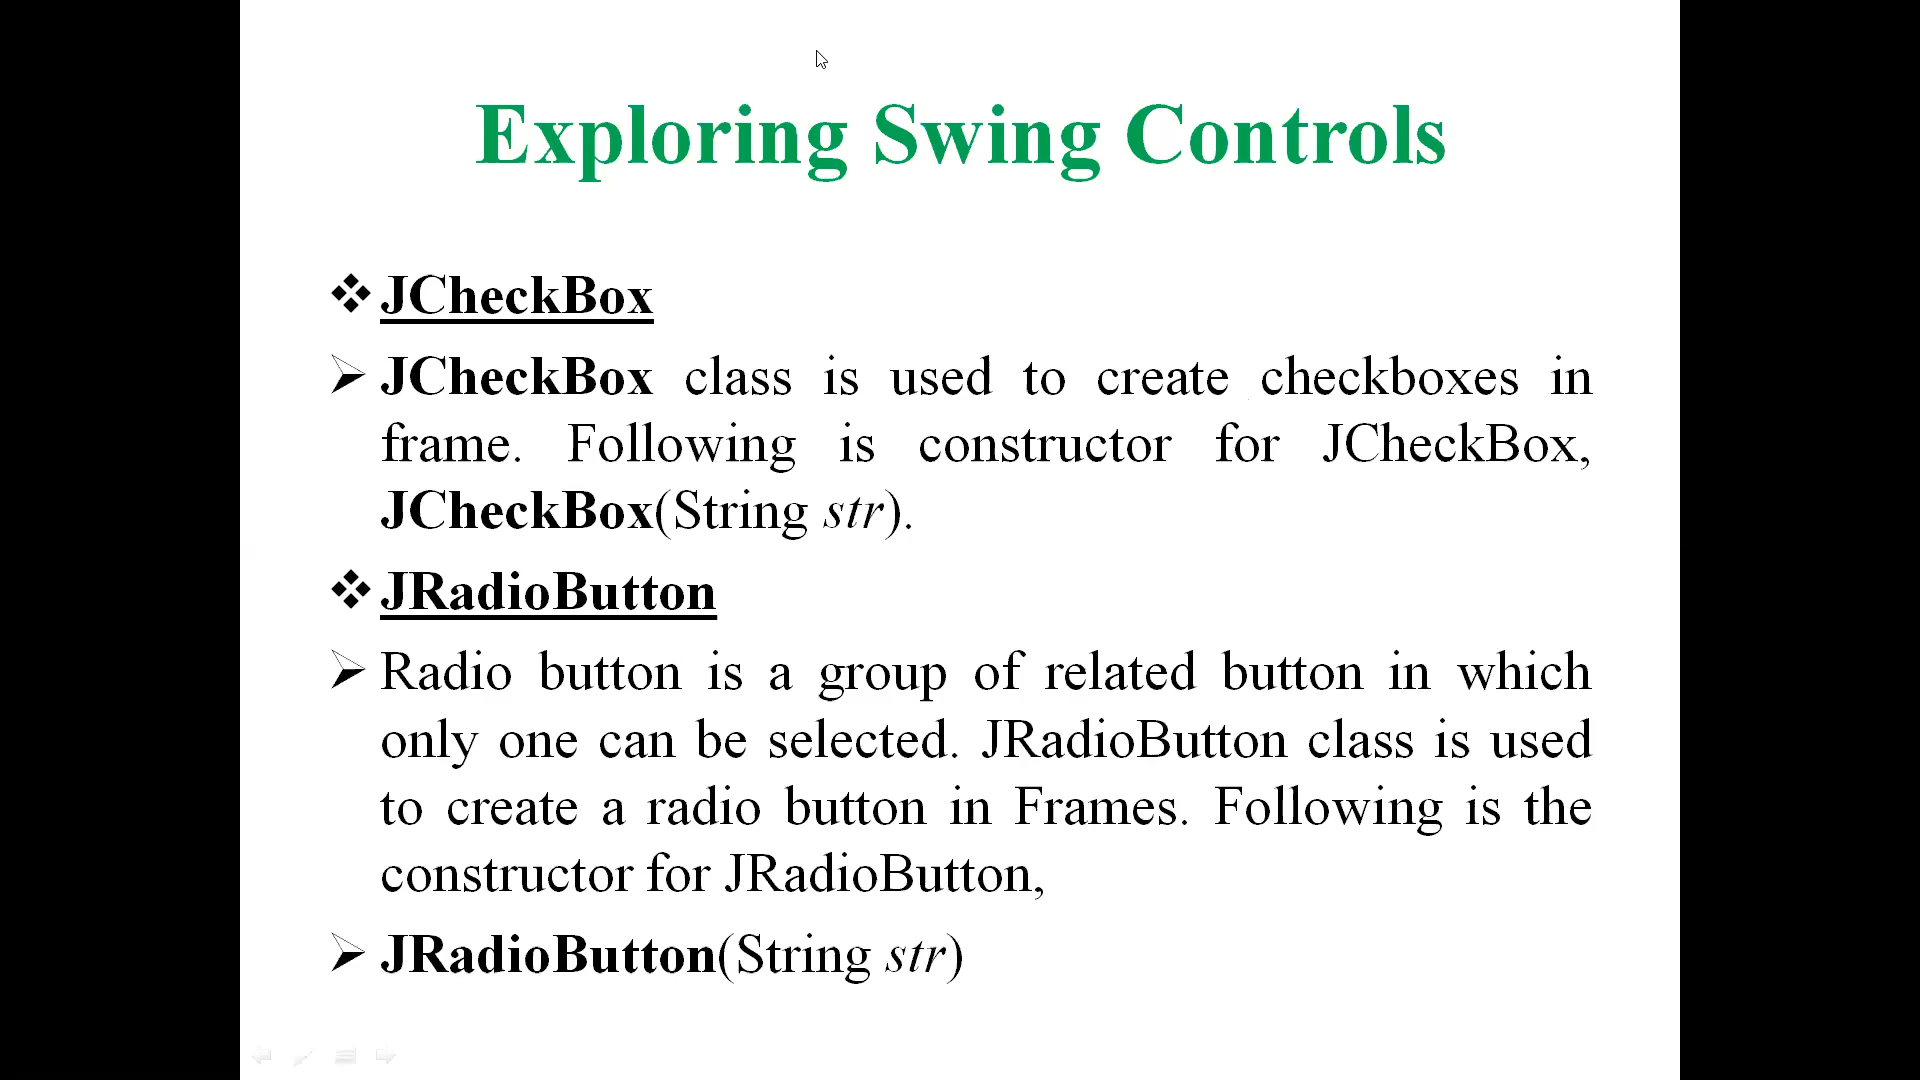 Exploring Swing Controls
JCheckBox
JCheckBox class is used to create checkboxes in
frame. Following is constructor for JCheckBox,
JCheckBox(String str).
JRadioButton
Radio button is a group of related button in which
only one can be selected. JRadioButton class is used
to create a radio button in Frames. Following is the
constructor for JRadioButton,
JRadioButton(String str)